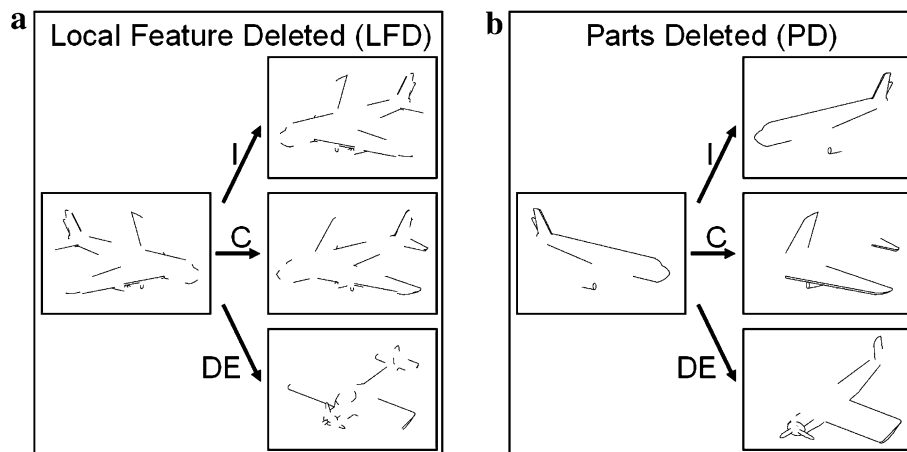 a
Local Feature Deleted (LFD)
I
C
DE
b
Parts Deleted (PD)
I
C
DE